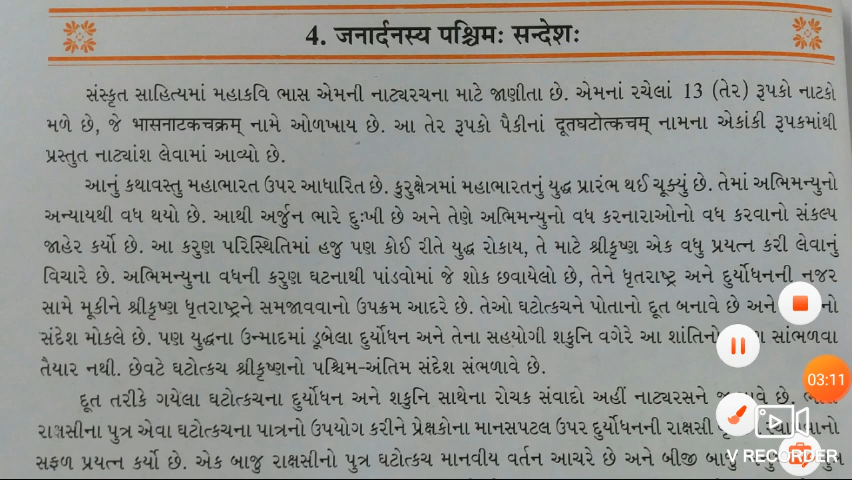 4. जनार्दनस्य पश्चिमः सन्देशः
સંસ્કૃત સાહિત્યમાં મહાકવિ ભાસ એમની નાટ્યરચના માટે જાણીતા છે. એમનાં રચેલાં 13 (તેર) રૂપકો નાટકો
મળે છે, જે भासनाटकचक्रम् નામે ઓળખાય છે. આ તેર રૂપકો પૈકીનાં दूतघटोत्कचम् નામના એકાંકી રૂપકમાંથી
પ્રસ્તુત નાટ્યાંશ લેવામાં આવ્યો છે.
આનું કથાવસ્તુ મહાભારત ઉપર આધારિત છે. કુરુક્ષેત્રમાં મહાભારતનું યુદ્ધ પ્રારંભ થઈ ચૂક્યું છે. તેમાં અભિમન્યુનો
અન્યાયથી વધ થયો છે. આથી અર્જુન ભારે દુઃખી છે અને તેણે અભિમન્યુનો વધ કરનારાઓનો વધ કરવાનો સંકલ્પ
જાહેર કર્યો છે. આ કરુણ પરિસ્થિતિમાં હજુ પણ કોઈ રીતે યુદ્ધ રોકાય, તે માટે શ્રીકૃષ્ણ એક વધુ પ્રયત્ન કરી લેવાનું
વિચારે છે. અભિમન્યુના વધની કરુણ ઘટનાથી પાંડવોમાં જે શોક છવાયેલો છે, તેને ધૃતરાષ્ટ્ર અને દુર્યોધનની નજર
સામે મૂકીને શ્રીકૃષ્ણ ધૃતરાષ્ટ્રને સમજાવવાનો ઉપક્રમ આદરે છે. તેઓ ઘટોત્કચને પોતાનો દૂત બનાવે છે અને નો
સંદેશ મોકલે છે. પણ યુદ્ધના ઉન્માદમાં ડૂબેલા દુર્યોધન અને તેના સહયોગી શકુનિ વગેરે આ સાંભળવા
તૈયાર નથી. છેવટે ઘટોત્કચ શ્રીકૃષ્ણનો પશ્ચિમ-અંતિમ સંદેશ સંભળાવે છે.
03:11
દૂત તરીકે ગયેલા ઘટોત્કચના દુર્યોધન અને શકુનિ સાથેના રોચક સંવાદો અહીં નાટ્યરસને છે.
રાક્ષસીના પુત્ર એવા ઘટોત્કચના પાત્રનો ઉપયોગ કરીને પ્રેક્ષકોના માનસપટલ ઉપર દુર્યોધનની રાક્ષસી
V RECORDER
સફળ પ્રયત્ન કર્યો છે. એક બાજુ રાક્ષસીનો પુત્ર ઘટોત્કચ માનવીય વર્તન આચરે છે અને બીજી બાજુ